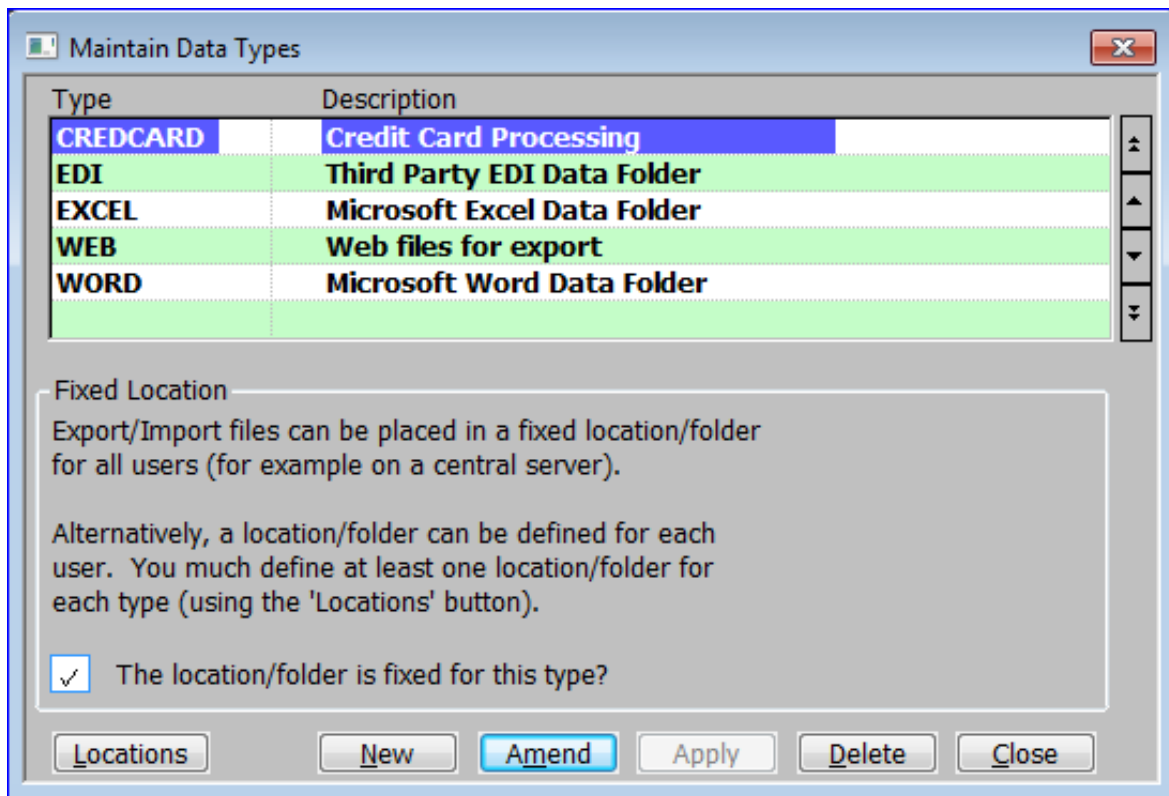 Maintain Data Types
Type Description
CREDCARD Credit Card Processing
EDI Third Party EDI Data Folder
EXCEL Microsoft Excel Data Folder
WEB Web files for export
WORD Microsoft Word Data Folder
Fixed Location
Export/Import files can be placed in a fixed location/folder
for all users (for example on a central server).
Alternatively, a location/folder can be defined for each
user. You much define at least one location/folder for
each type (using the 'Locations' button).
The location/folder is fixed for this type?
Locations New Amend Apply Delete Close